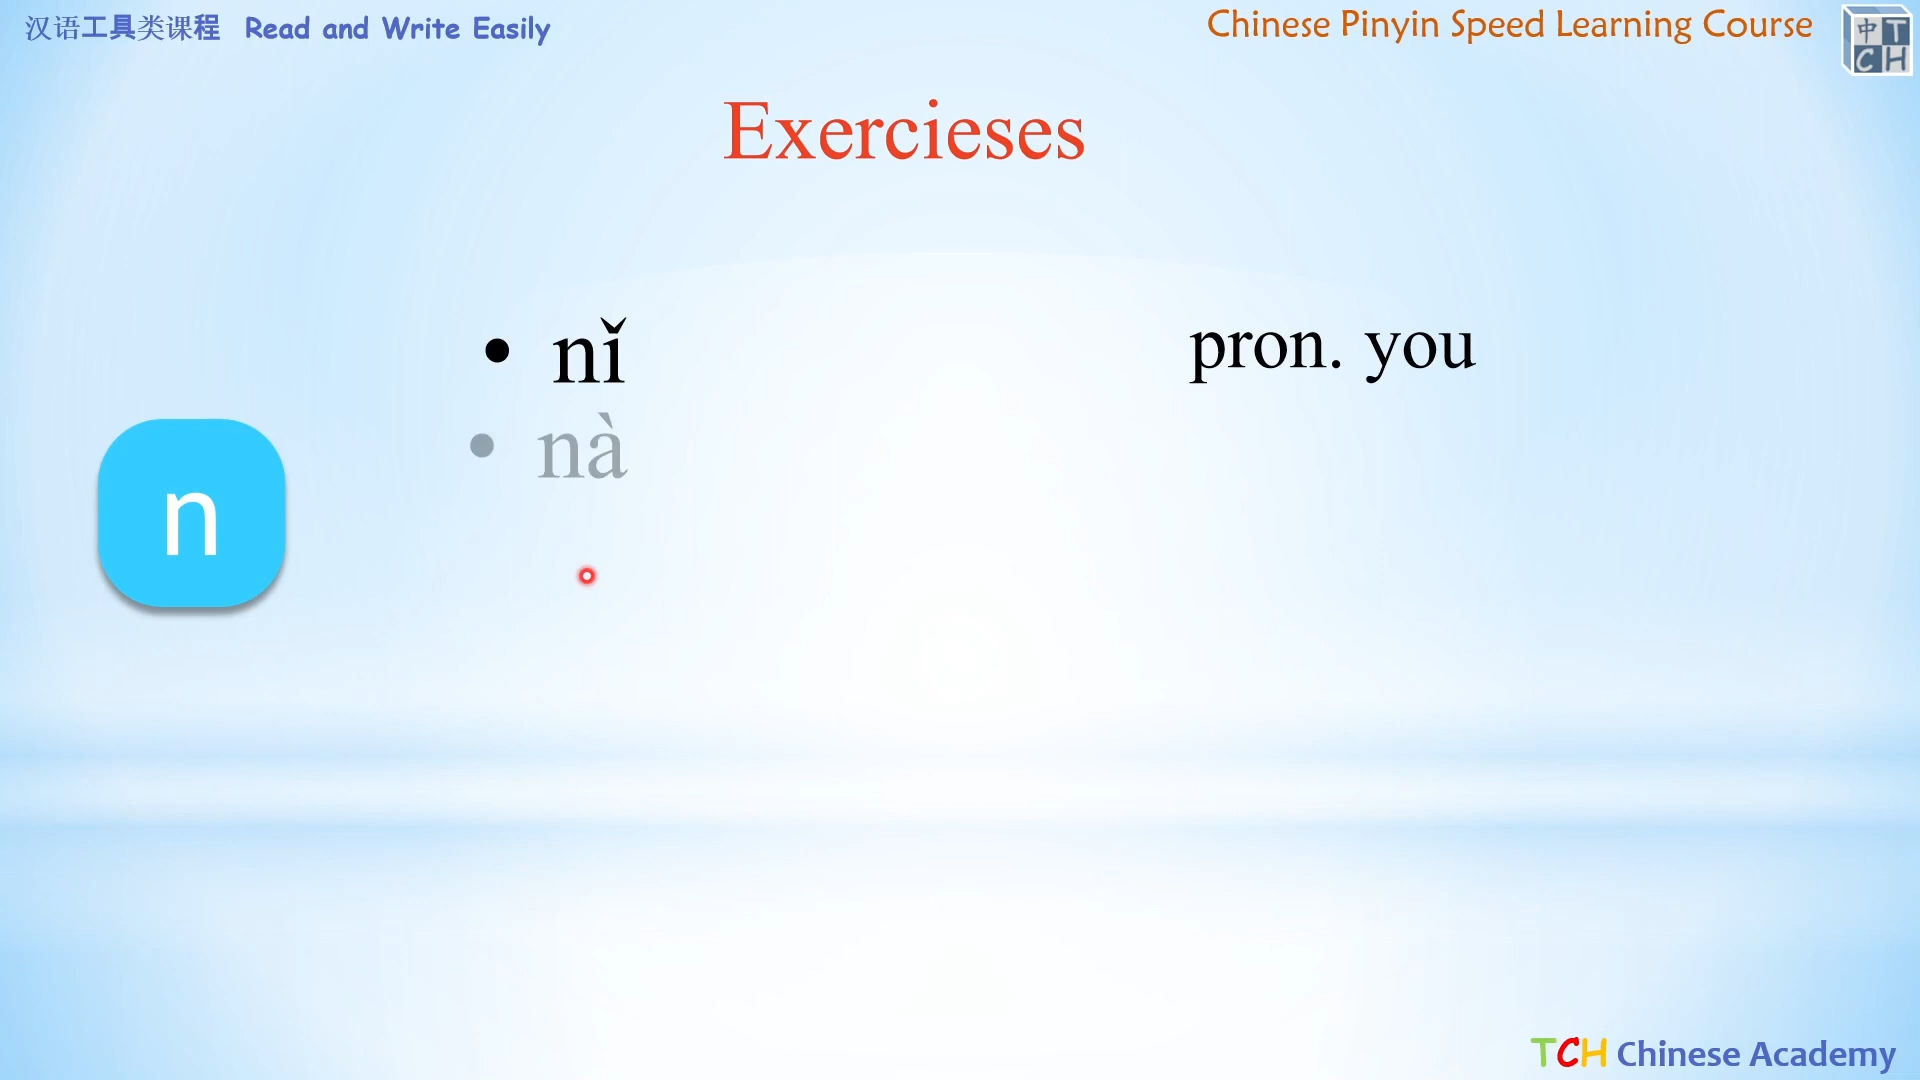 汉语工具类课程 Read and Write Easily
Chinese Pinyin Speed Learning Course
中T
CH
Exercieses
• nǐ
pron. you
• nà
n
TCH Chinese Academy